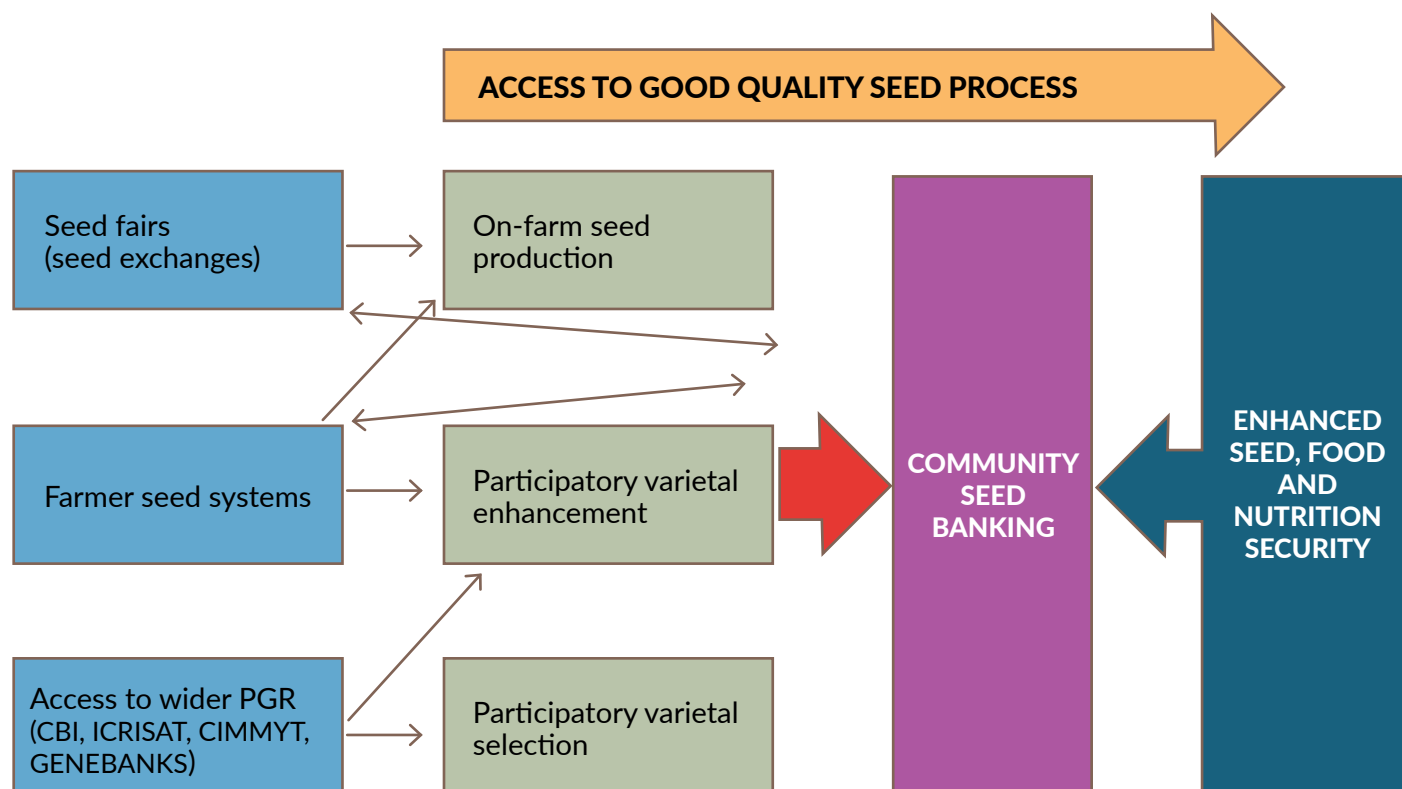 ACCESS TO GOOD QUALITY SEED PROCESS
Seed fairs
(seed exchanges)
On-farm seed
production
Farmer seed systems
Participatory varietal
enhancement
Access to wider PGR
(CBI, ICRISAT, CIMMYT,
GENEBANKS)
Participatory varietal
selection
COMMUNITY
SEED
BANKING
ENHANCED
SEED, FOOD
AND
NUTRITION
SECURITY